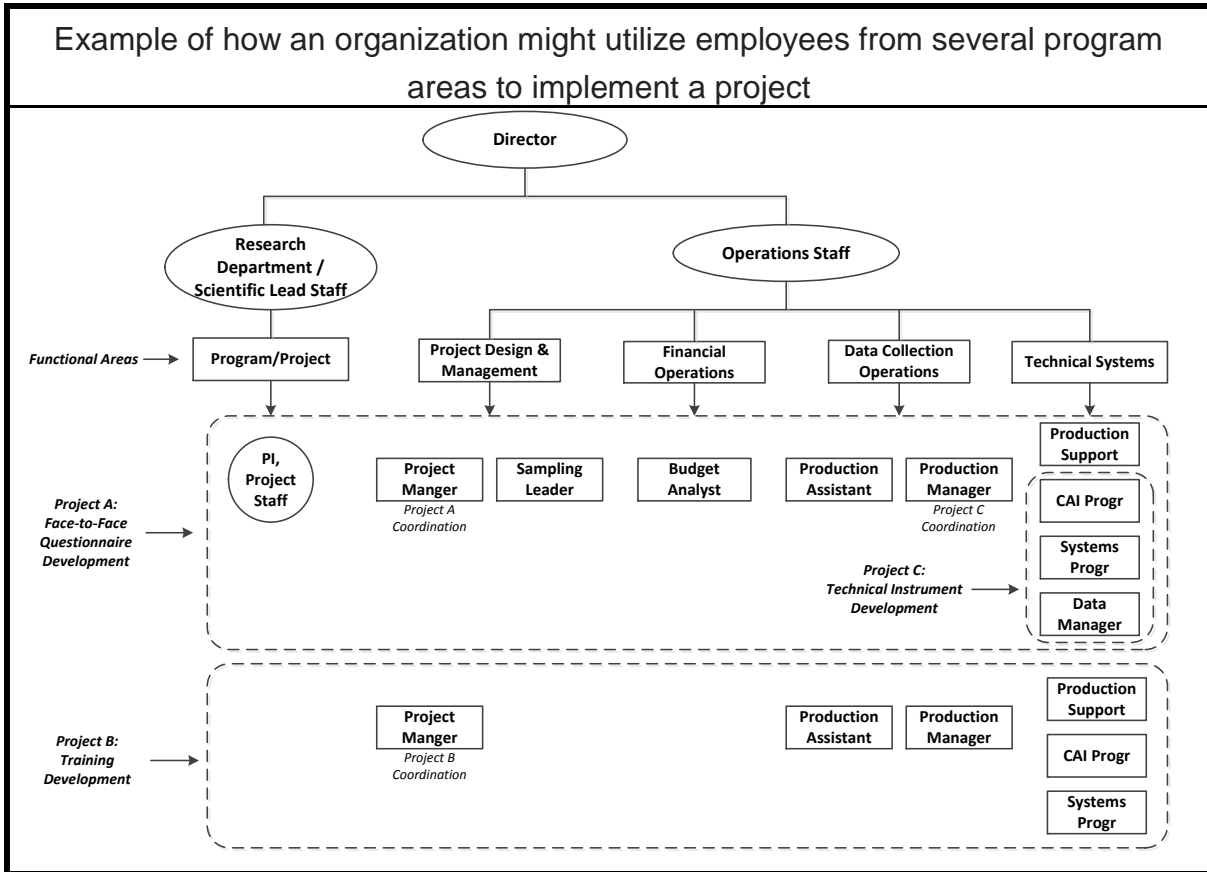 Example of how an organization might utilize employees from several program
areas to implement a project
Director
Research
Department /
Scientific Lead Staff
Operations Staff
Functional Areas
Program/Project
Project Design &
Management
Financial
Operations
Data Collection
Operations
Technical Systems
Project A:
Face-to-Face
Questionnaire
Development
PI,
Project
Staff
Project
Manger
Project A
Coordination
Sampling
Leader
Budget
Analyst
Production
Assistant
Production
Manager
Project C
Coordination
Production
Support
CAI Progr
Systems
Progr
Data
Manager
Project C:
Technical Instrument
Development
Project B:
Training
Development
Project
Manger
Project B
Coordination
Production
Assistant
Production
Manager
Production
Support
CAI Progr
Systems
Progr